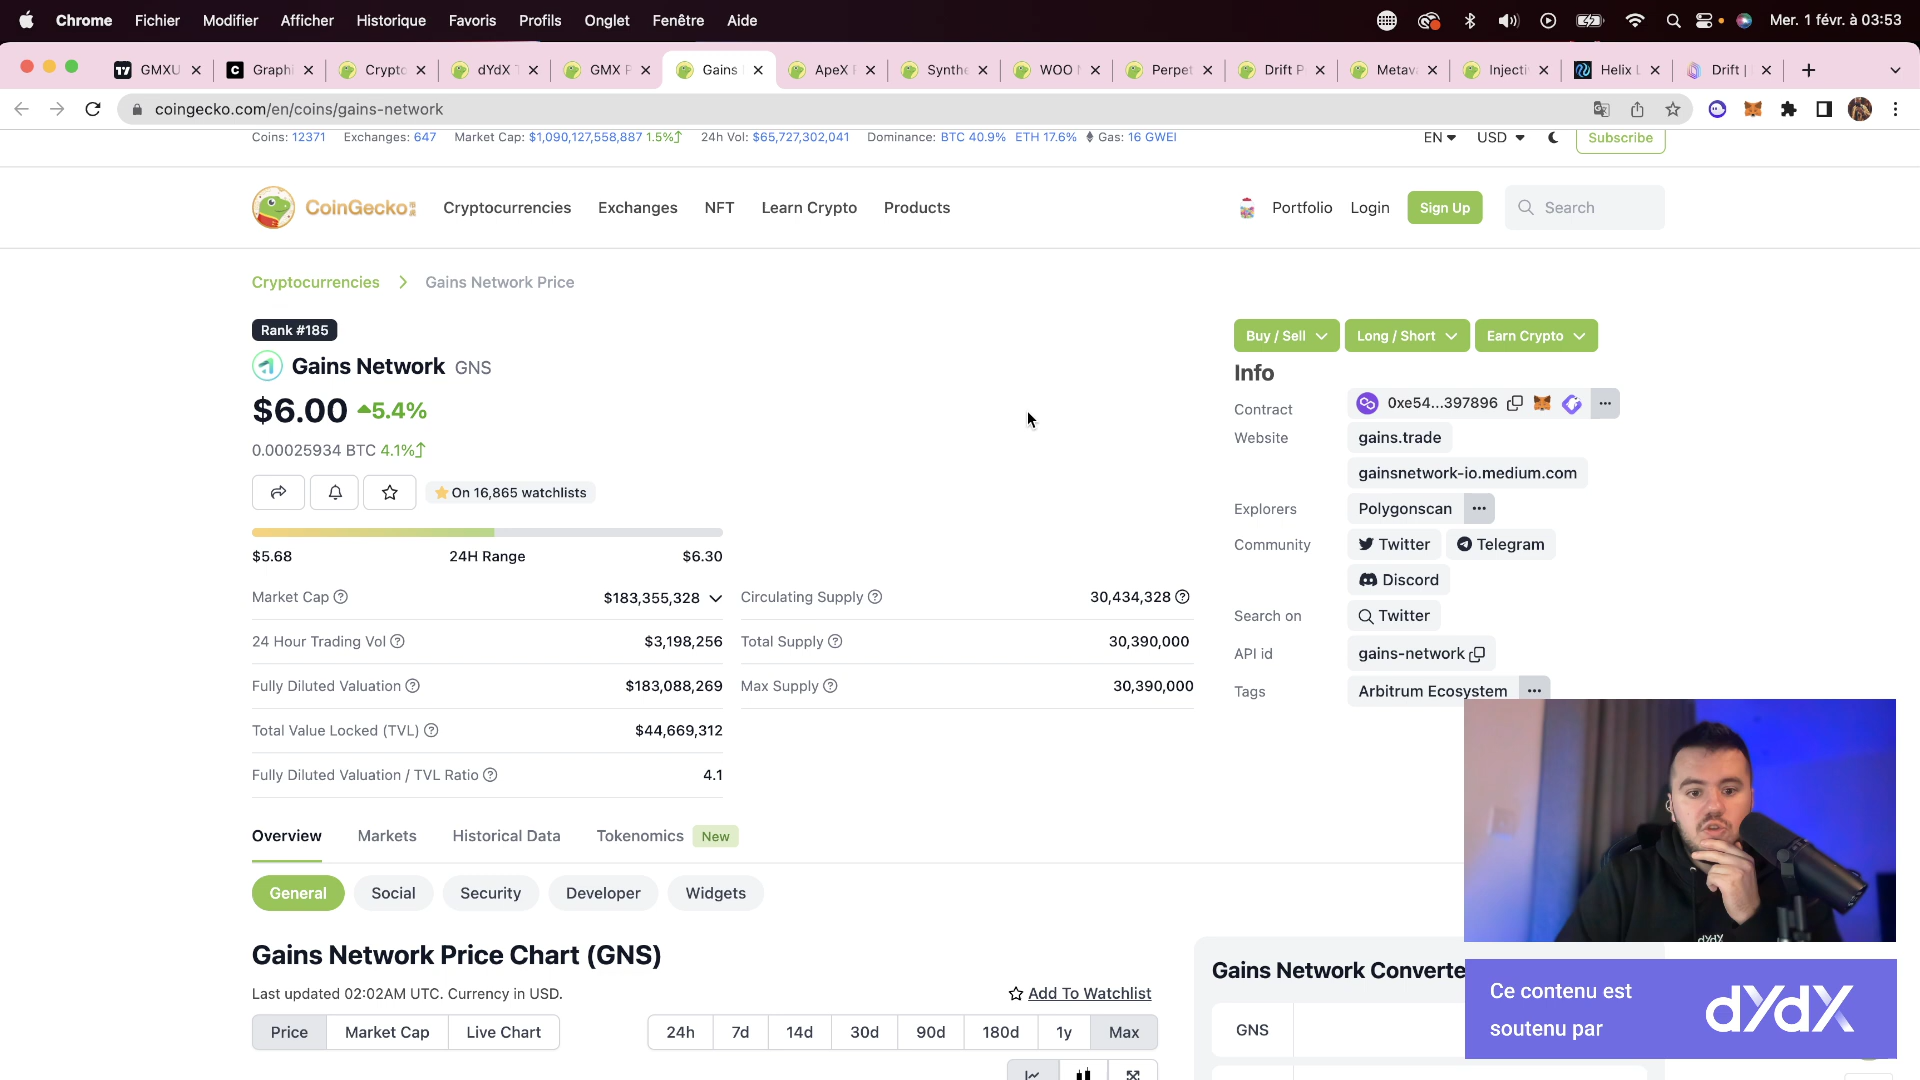 Chrome Fichier Modifier Afficher Historique Favoris Profils Onglet Fenêtre Aide Mer. 1 févr. à 03:53
GMXU Graph Crypto dYdX GMX P Gains ApeX Synthe WOO Perpet Drift P Metav Injecti Helix Drift |
coingecko.com/en/coins/gains-network
Coins: 12371 Exchanges: 647 Market Cap: $1,090,127,558,887 1.5% 24h Vol: $65,727,302,041 Dominance: BTC 40.9% ETH 17.6% Gas: 16 GWEI EN USD Subscribe
CoinGecko Cryptocurrencies Exchanges NFT Learn Crypto Products Portfolio Login Sign Up Search
Cryptocurrencies > Gains Network Price
Rank #185
Gains Network GNS
$6.00 5.4%
0.00025934 BTC 4.1%
On 16,865 watchlists
$5.68 24H Range $6.30
Market Cap $183,355,328
24 Hour Trading Vol $3,198,256
Fully Diluted Valuation $183,088,269
Total Value Locked (TVL) $44,669,312
Fully Diluted Valuation / TVL Ratio 4.1
Circulating Supply 30,434,328
Total Supply 30,390,000
Max Supply 30,390,000
Buy / Sell Long / Short Earn Crypto
Info
Contract 0xe54...397896
Website gains.trade
gainsnetwork-io.medium.com
Explorers Polygonscan
Community Twitter Telegram
Discord
Search on Twitter
API id gains-network
Tags Arbitrum Ecosystem
Overview Markets Historical Data Tokenomics New
General Social Security Developer Widgets
Gains Network Price Chart (GNS)
Last updated 02:02AM UTC. Currency in USD.
Add To Watchlist
Price Market Cap Live Chart 24h 7d 14d 30d 90d 180d 1y Max
Gains Network Converte
GNS
dYdX
Ce contenu est
soutenu par
dYdX